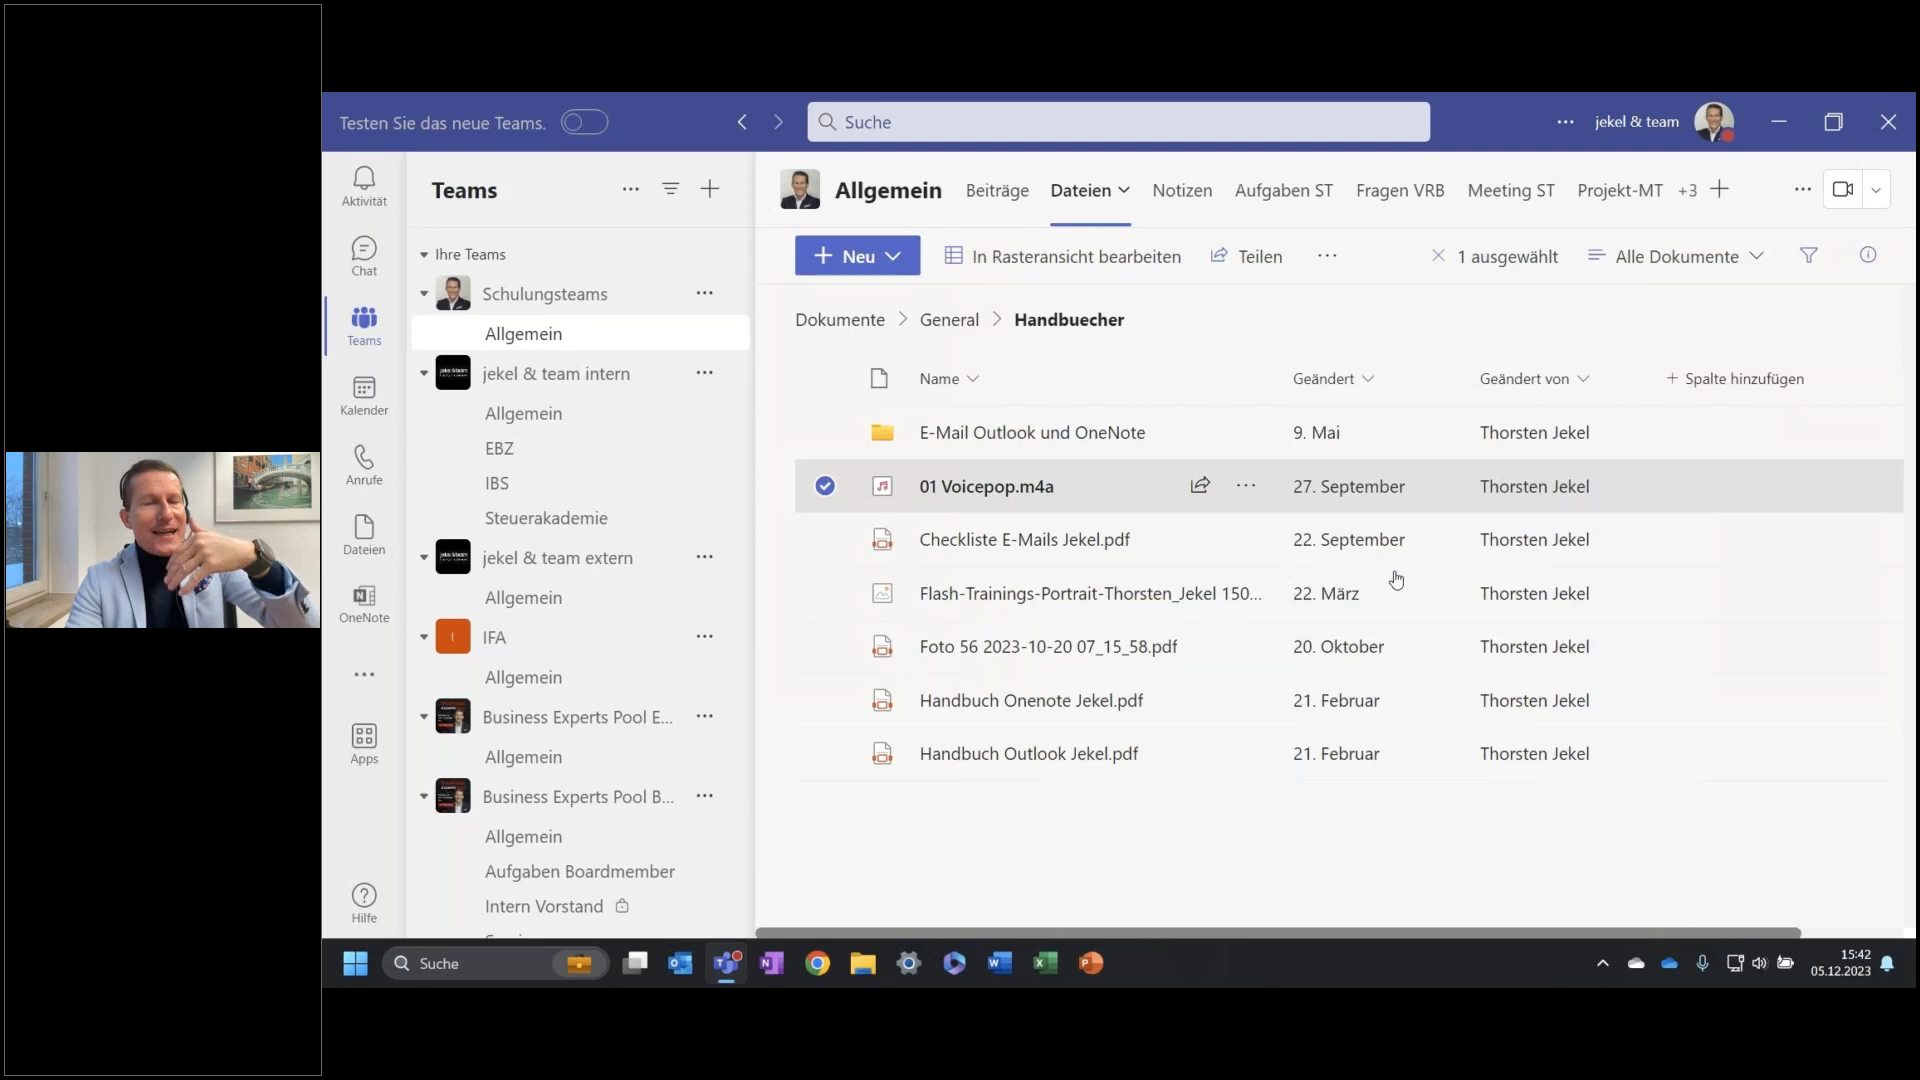 Testen Sie das neue Teams.
Suche
jekel & team
Aktivität
Chat
Teams
Kalender
Anrufe
Dateien
OneNote
Apps
Hilfe
Teams
Ihre Teams
Schulungsteams
Allgemein
jekel & team intern
Allgemein
EBZ
IBS
Steuerakademie
jekel & team extern
Allgemein
I IFA
Allgemein
Business Experts Pool E...
Allgemein
Business Experts Pool B...
Allgemein
Aufgaben Boardmember
Intern Vorstand
Allgemein Beiträge Dateien Notizen Aufgaben ST Fragen VRB Meeting ST Projekt-MT +3
Neu In Rasteransicht bearbeiten Teilen 1 ausgewählt Alle Dokumente
Dokumente > General > Handbuecher
Name Geändert Geändert von + Spalte hinzufügen
E-Mail Outlook und OneNote 9. Mai Thorsten Jekel
01 Voicepop.m4a 27. September Thorsten Jekel
Checkliste E-Mails Jekel.pdf 22. September Thorsten Jekel
Flash-Trainings-Portrait-Thorsten_Jekel 150... 22. März Thorsten Jekel
Foto 56 2023-10-20 07_15_58.pdf 20. Oktober Thorsten Jekel
Handbuch Onenote Jekel.pdf 21. Februar Thorsten Jekel
Handbuch Outlook Jekel.pdf 21. Februar Thorsten Jekel
Suche
15:42
05.12.2023